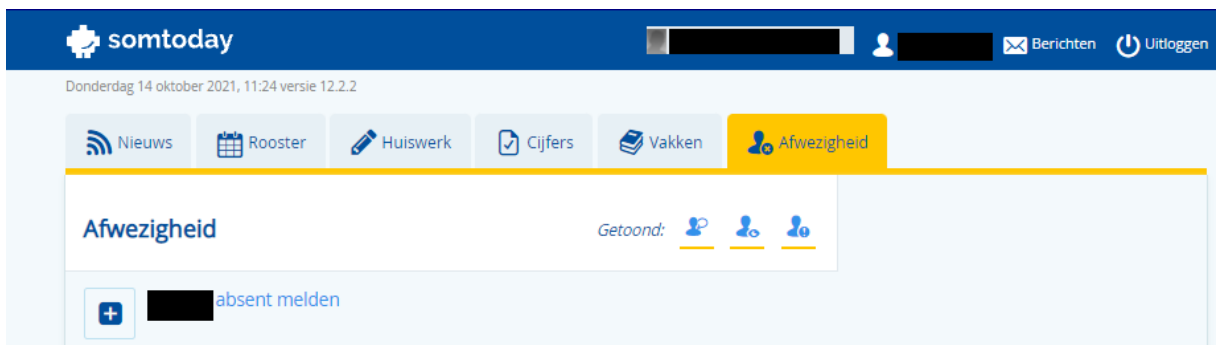 somtoday
Berichten
Uitloggen
Donderdag 14 oktober 2021, 11:24 versie 12.2.2
Nieuws
Rooster
Huiswerk
Cijfers
Vakken
Afwezigheid
Afwezigheid
Getoond:
absent melden